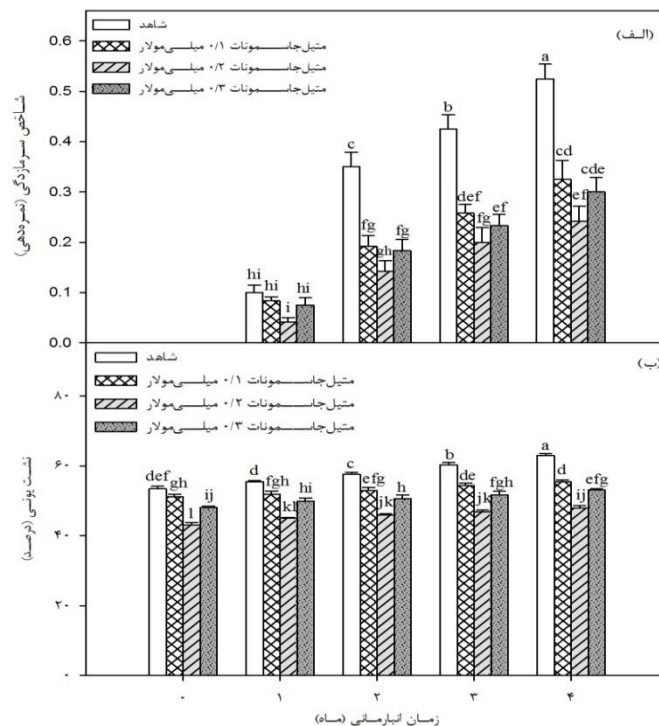 (الف)
شاهد
متیل‌جاسمونات ۰/۱ میلی‌مولار
متیل‌جاسمونات ۰/۲ میلی‌مولار
متیل‌جاسمونات ۰/۳ میلی‌مولار
شاخص سرمازدگی (نمره‌دهی)
0.6
0.5
0.4
0.3
0.2
0.1
0.0
hi hi i hi
c fg gh fg
b def fg ef
a cd ef cde
(ب)
شاهد
متیل‌جاسمونات ۰/۱ میلی‌مولار
متیل‌جاسمونات ۰/۲ میلی‌مولار
متیل‌جاسمونات ۰/۳ میلی‌مولار
نشت یونی (درصد)
۸۰
۶۰
۴۰
۲۰
۰
def gh l ij
d fgh kl hi
c efg jk h
b de jk fgh
a d ij efg
۰ ۱ ۲ ۳ ۴
زمان انبارمانی (ماه)